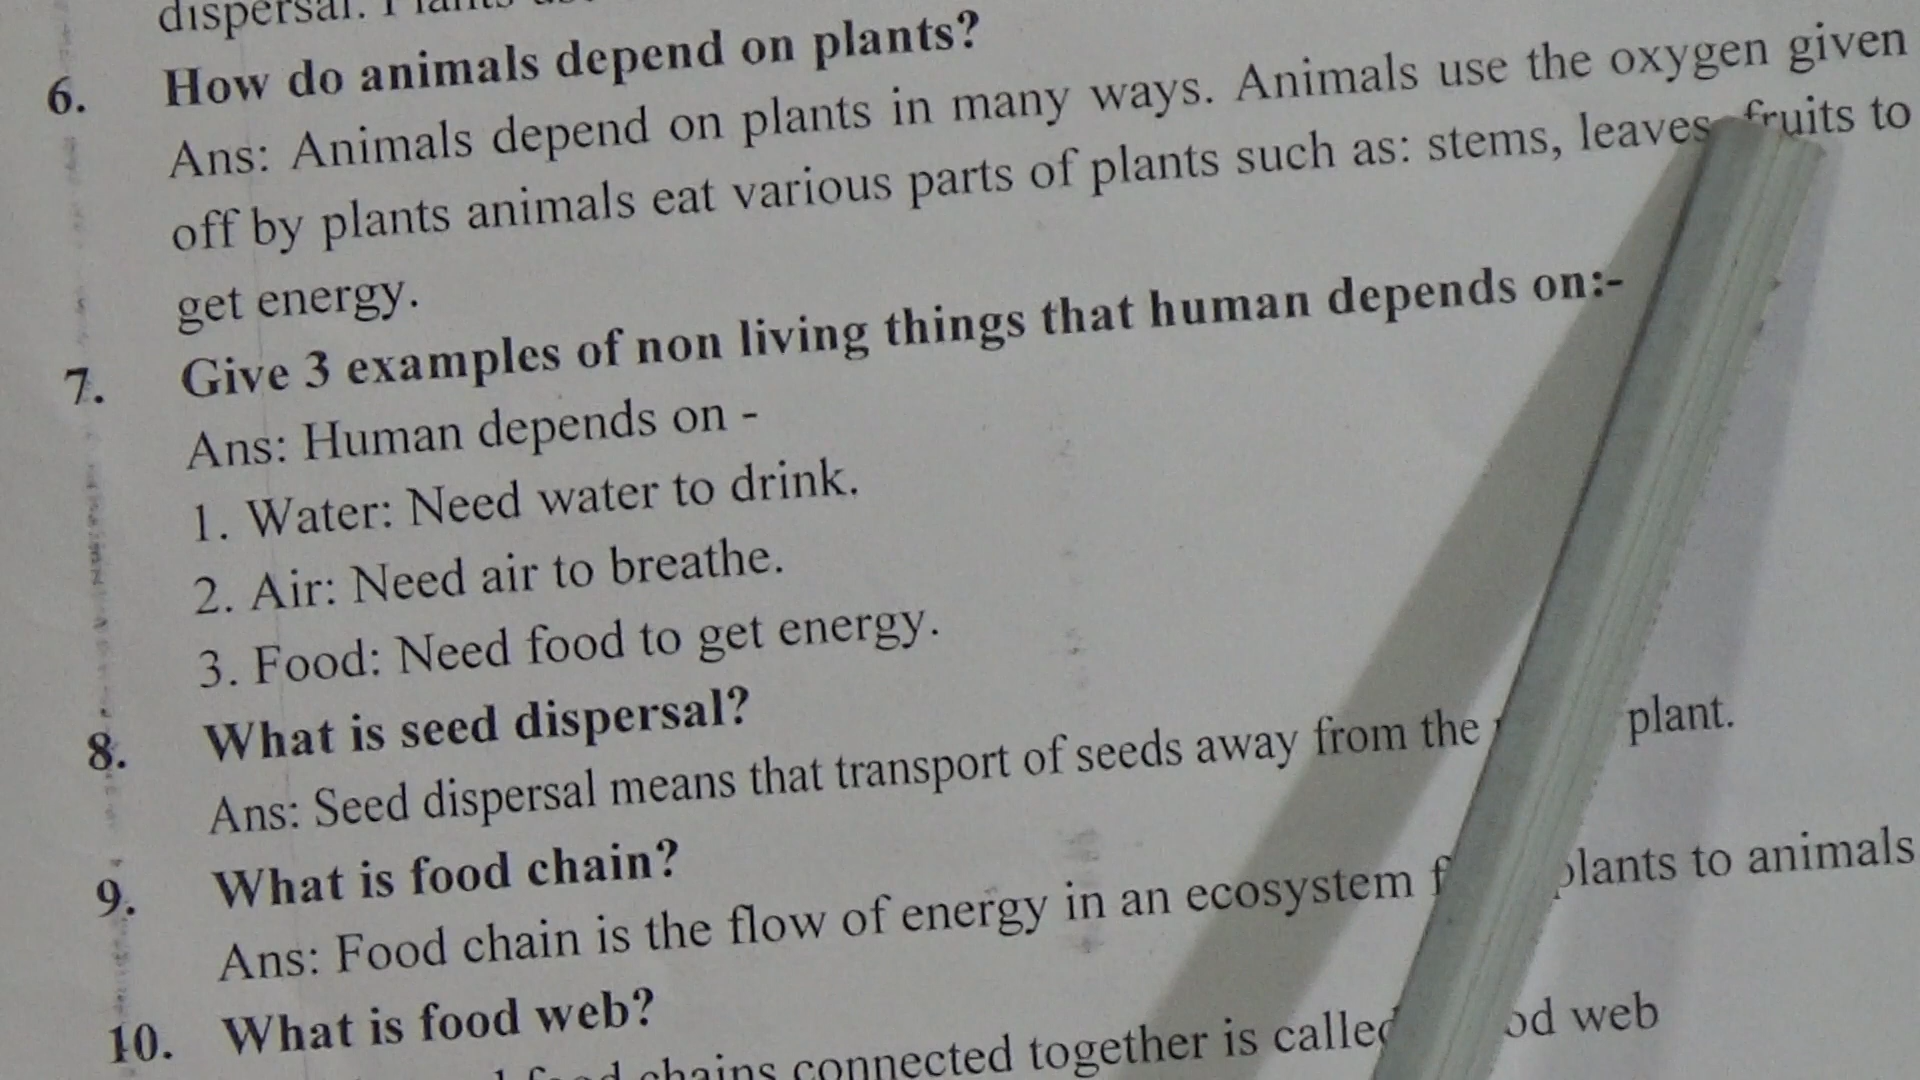 dispersal. Plants
6. How do animals depend on plants?
Ans: Animals depend on plants in many ways. Animals use the oxygen given
off by plants animals eat various parts of plants such as: stems, leaves fruits to
get energy.
7. Give 3 examples of non living things that human depends on:-
Ans: Human depends on -
1. Water: Need water to drink.
2. Air: Need air to breathe.
3. Food: Need food to get energy.
8. What is seed dispersal?
Ans: Seed dispersal means that transport of seeds away from the plant.
9. What is food chain?
Ans: Food chain is the flow of energy in an ecosystem plants to animals
10. What is food web?
food chains connected together is called web